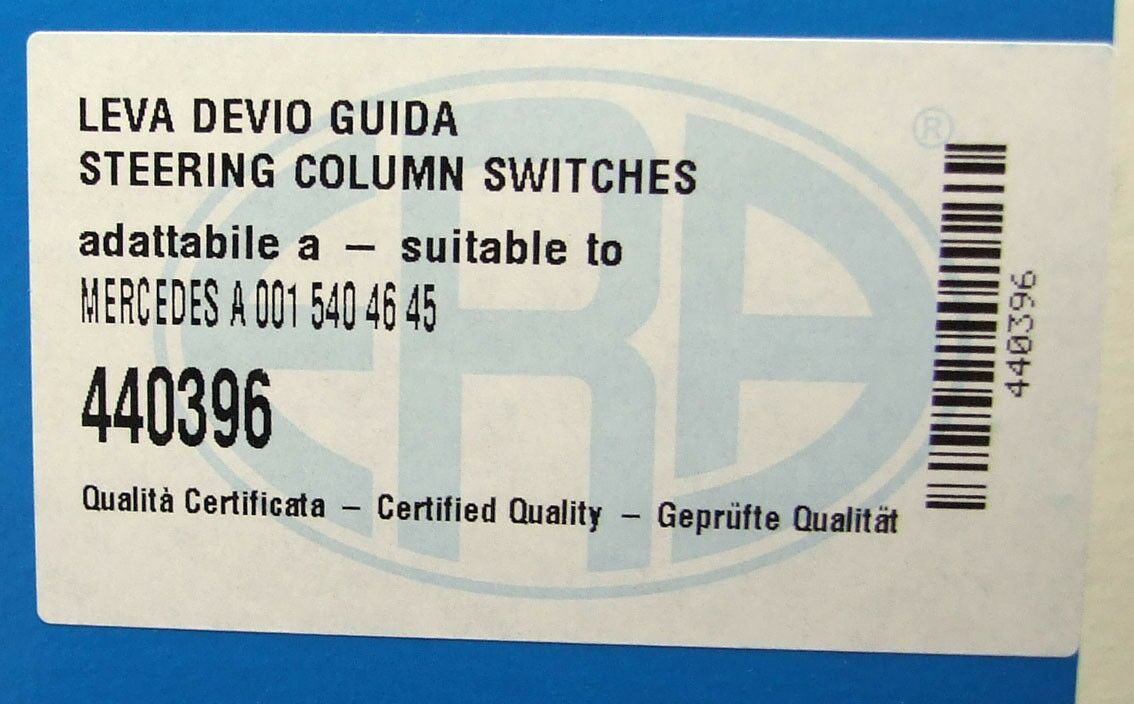 LEVA DEVIO GUIDA
STEERING COLUMN SWITCHES
adattabile a – suitable to
MERCEDES A 001 540 46 45
440396
Qualità Certificata – Certified Quality – Geprüfte Qualität
ERA
®
440396